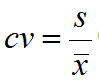 cv = s / x̄